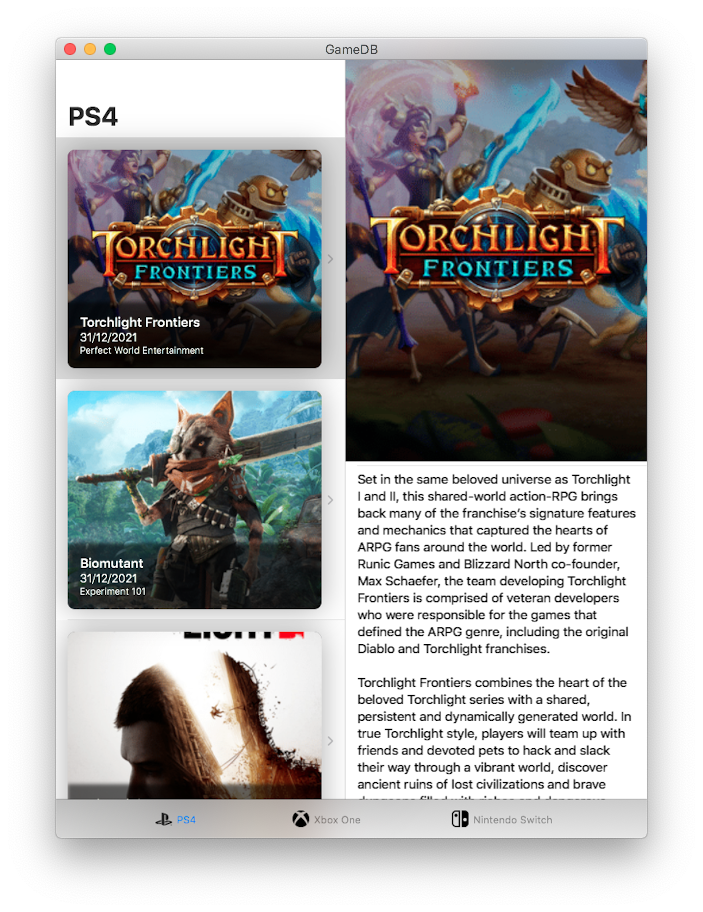 GameDB
PS4
TORCHLIGHT
FRONTIERS
Torchlight Frontiers
31/12/2021
Perfect World Entertainment
Biomutant
31/12/2021
Experiment 101
TORCHLIGHT
FRONTIERS
Set in the same beloved universe as Torchlight
I and II, this shared-world action-RPG brings
back many of the franchise’s signature features
and mechanics that captured the hearts of
ARPG fans around the world. Led by former
Runic Games and Blizzard North co-founder,
Max Schaefer, the team developing Torchlight
Frontiers is comprised of veteran developers
who were responsible for the games that
defined the ARPG genre, including the original
Diablo and Torchlight franchises.
Torchlight Frontiers combines the heart of the
beloved Torchlight series with a shared,
persistent and dynamically generated world. In
true Torchlight style, players will team up with
friends and devoted pets to hack and slack
their way through a vibrant world, discover
ancient ruins of lost civilizations and brave
PS4
Xbox One
Nintendo Switch